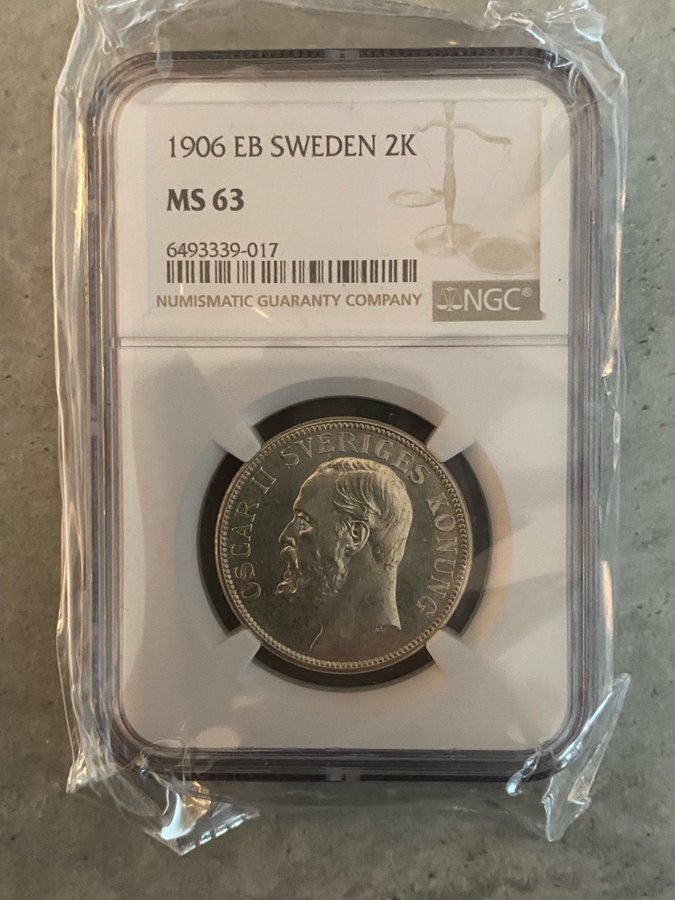 1906 EB SWEDEN 2K
MS 63
6493339-017
NUMISMATIC GUARANTY COMPANY
NGC®
OSCAR II SVERIGES KONUNG